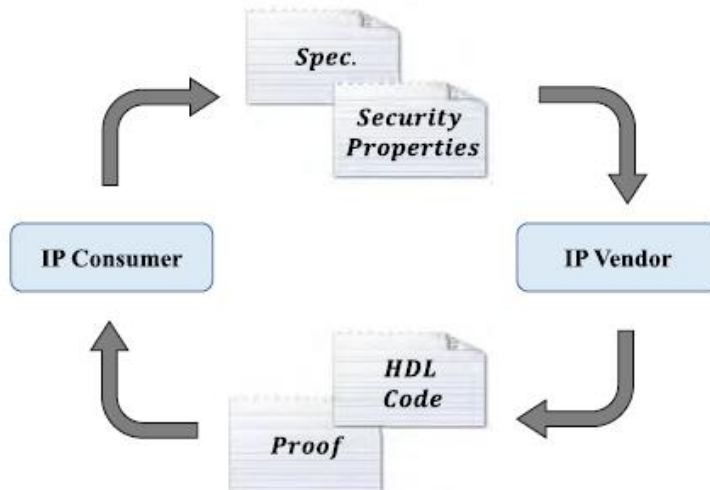 Spec.
Security
Properties
IP Consumer
IP Vendor
HDL
Code
Proof